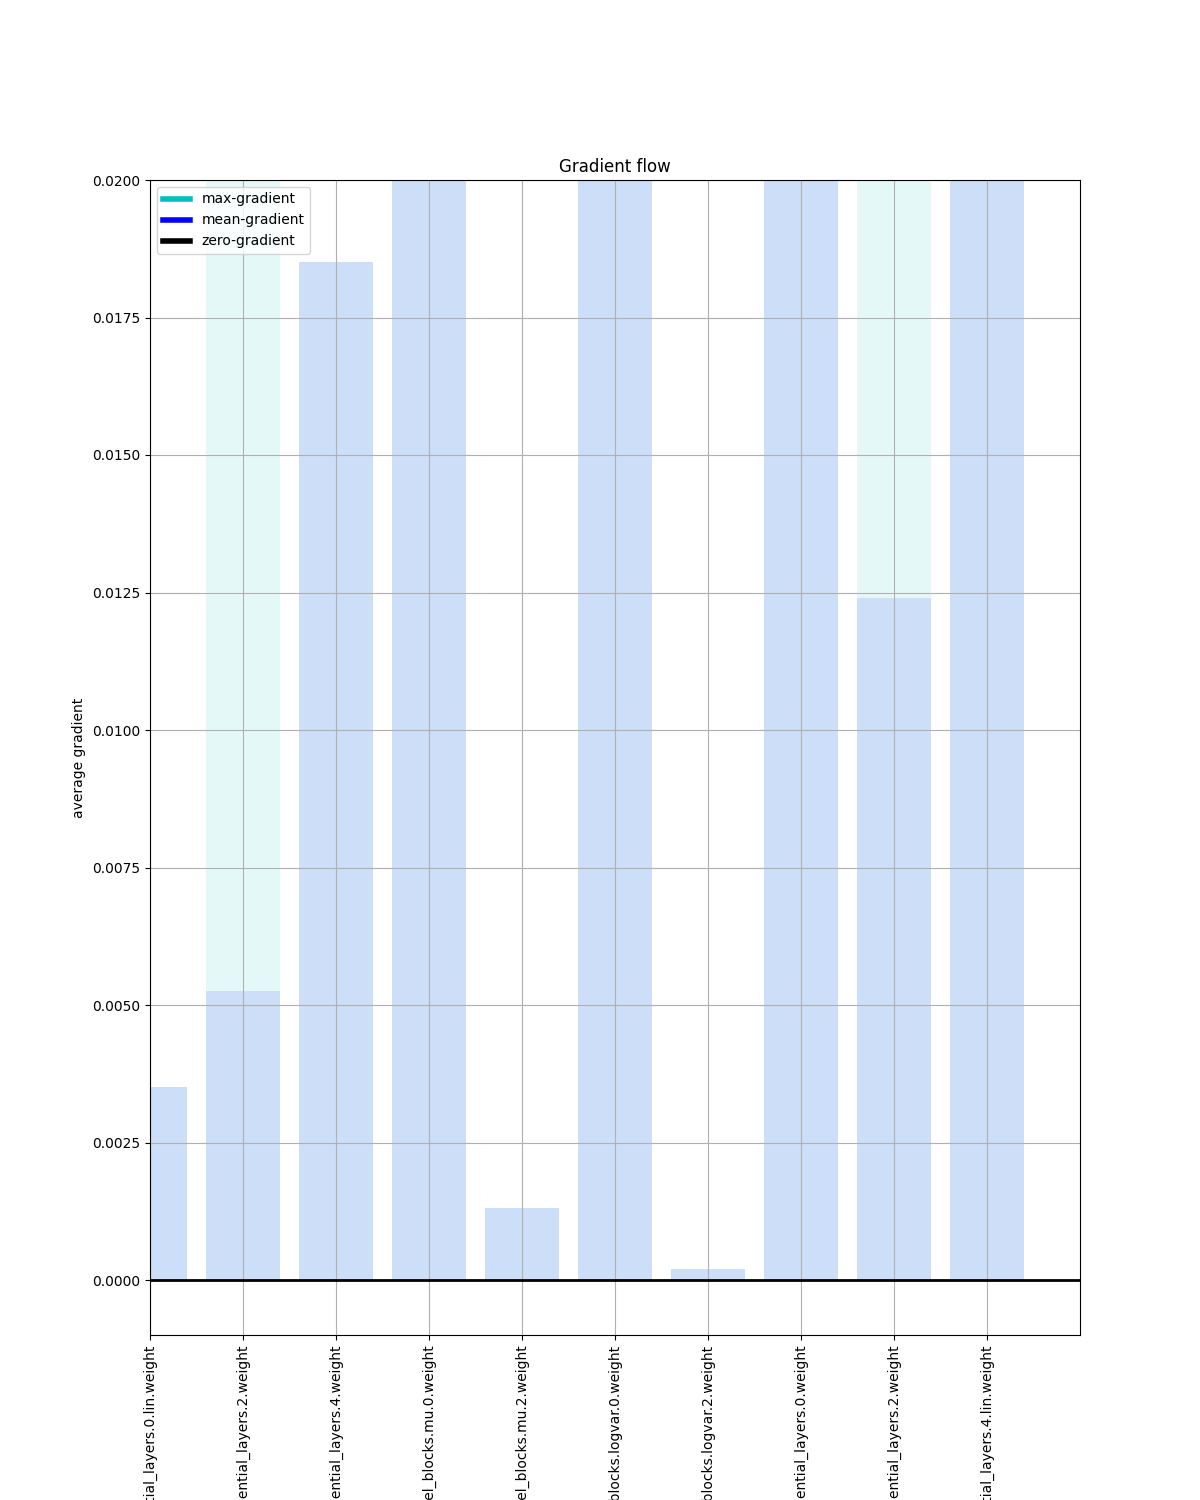 Gradient flow
max-gradient
mean-gradient
zero-gradient
0.0200
0.0175
0.0150
0.0125
0.0100
0.0075
0.0050
0.0025
0.0000
average gradient
tial_layers.0.lin.weight
ential_layers.2.weight
ential_layers.4.weight
el_blocks.mu.0.weight
el_blocks.mu.2.weight
blocks.logvar.0.weight
blocks.logvar.2.weight
ential_layers.0.weight
ential_layers.2.weight
tial_layers.4.lin.weight